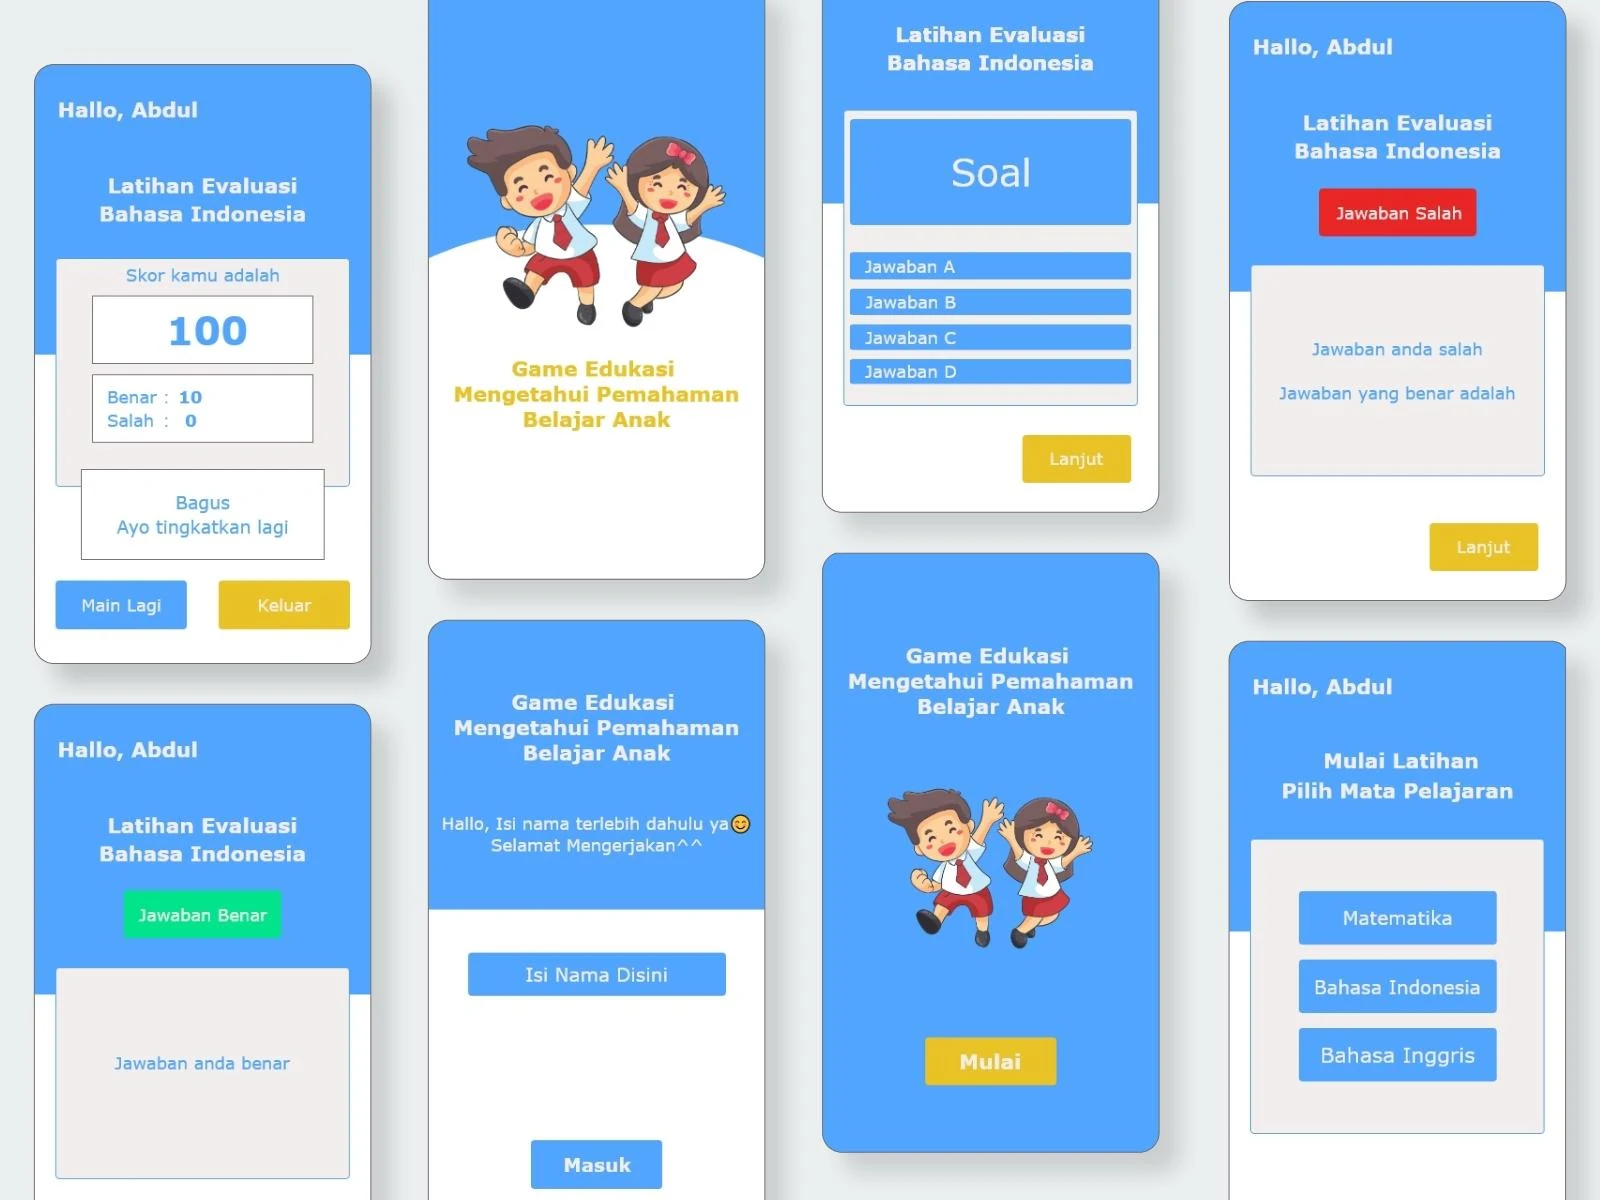 Hallo, Abdul
Latihan Evaluasi
Bahasa Indonesia
Skor kamu adalah
100
Benar : 10
Salah : 0
Bagus
Ayo tingkatkan lagi
Main Lagi
Keluar
Hallo, Abdul
Latihan Evaluasi
Bahasa Indonesia
Jawaban Benar
Jawaban anda benar
Game Edukasi
Mengetahui Pemahaman
Belajar Anak
Game Edukasi
Mengetahui Pemahaman
Belajar Anak
Hallo, Isi nama terlebih dahulu ya😊
Selamat Mengerjakan^^
Isi Nama Disini
Masuk
Latihan Evaluasi
Bahasa Indonesia
Soal
Jawaban A
Jawaban B
Jawaban C
Jawaban D
Lanjut
Game Edukasi
Mengetahui Pemahaman
Belajar Anak
Mulai
Hallo, Abdul
Latihan Evaluasi
Bahasa Indonesia
Jawaban Salah
Jawaban anda salah
Jawaban yang benar adalah
Lanjut
Hallo, Abdul
Mulai Latihan
Pilih Mata Pelajaran
Matematika
Bahasa Indonesia
Bahasa Inggris